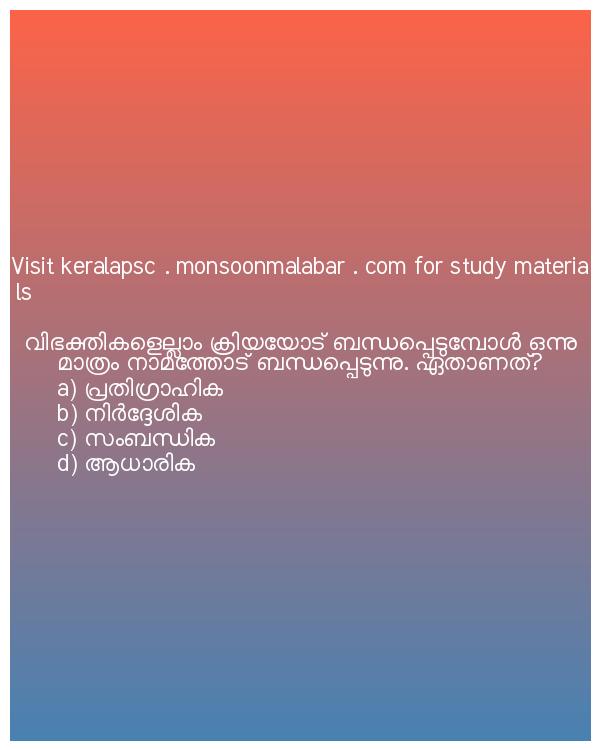 Visit keralapsc . monsoonmalabar . com for study materia
ls
വിഭക്തികളെല്ലാം ക്രിയയോട് ബന്ധപ്പെടുമ്പോൾ ഒന്നു
മാത്രം നാമത്തോട് ബന്ധപ്പെടുന്നു. ഏതാണത്?
a) പ്രതിഗ്രാഹിക
b) നിർദ്ദേശിക
c) സംബന്ധിക
d) ആധാരിക